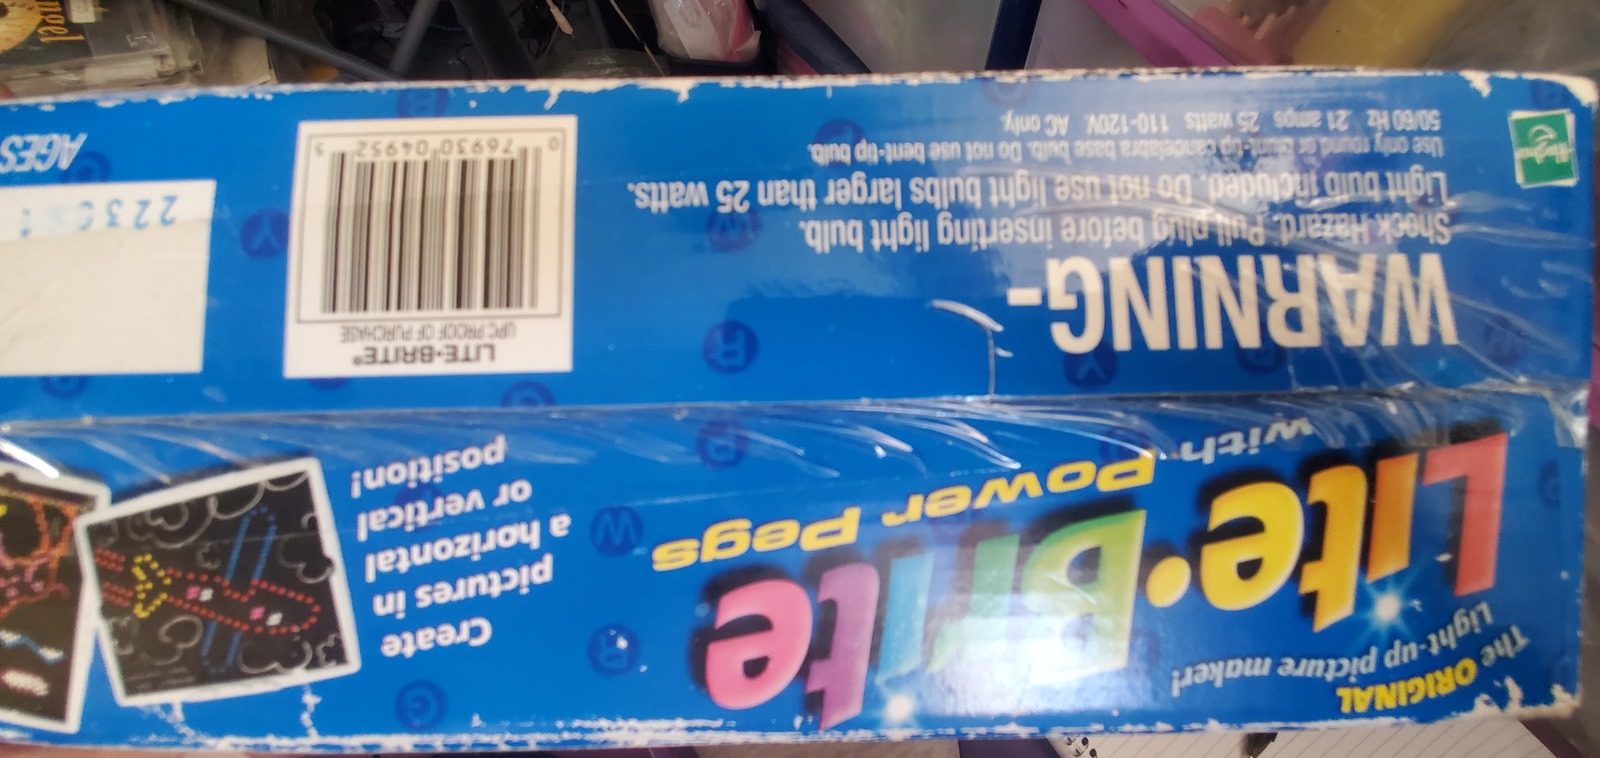 The ORIGINAL
Light-up picture maker!
Lite•Brite
with Power Pegs
Create
pictures in
a horizontal
or vertical
position!
WARNING-
Shock Hazard. Pull plug before inserting light bulb.
Light bulb included. Do not use light bulbs larger than 25 watts.
Use only round or blunt-tip candelabra base bulb. Do not use bent-tip bulb.
50/60 Hz .21 amps 25 watts 110-120V AC only.
Hasbro
LITE•BRITE®
UPC PROOF OF PURCHASE
0 76930 04952 5
AGES
noel